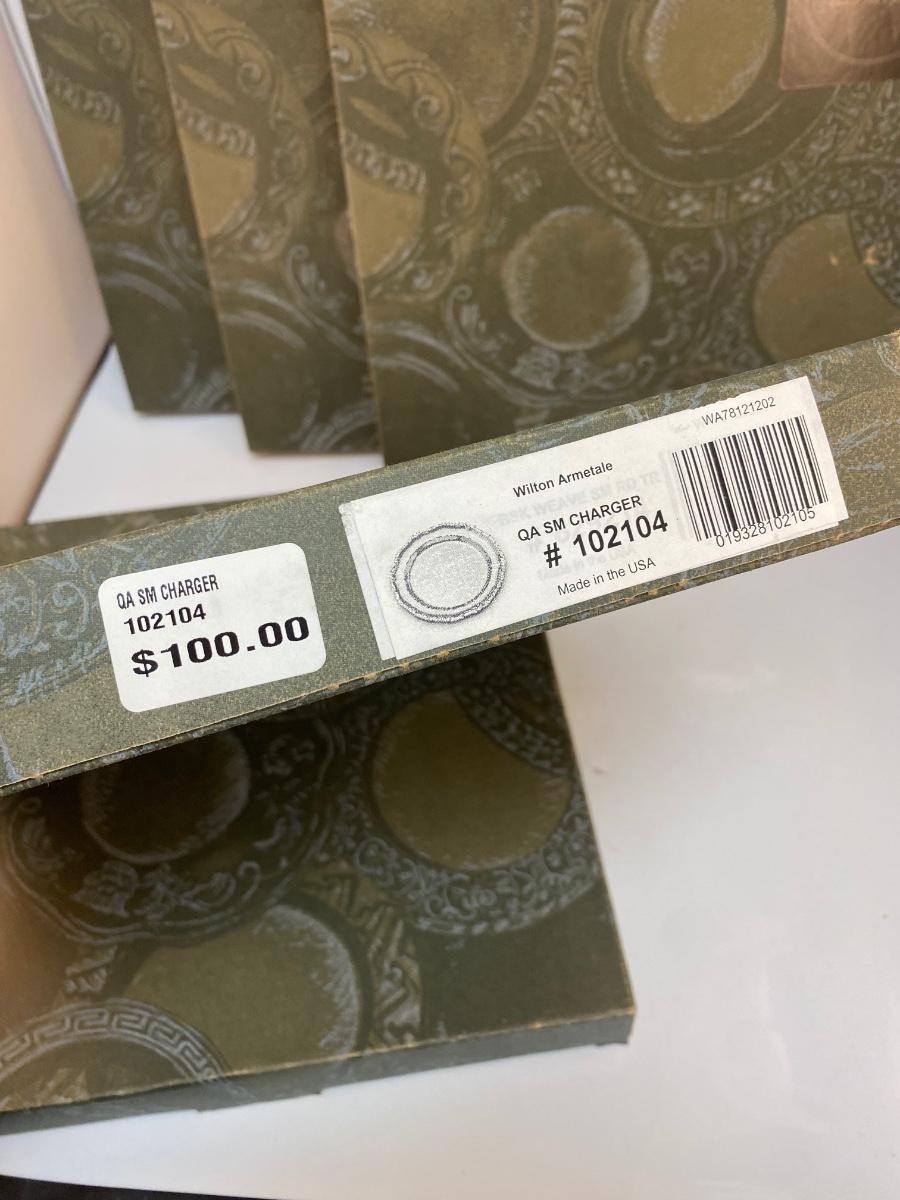 QA SM CHARGER
102104
$100.00
Wilton Armetale
QA SM CHARGER
# 102104
Made in the USA
WA78121202
019328102105